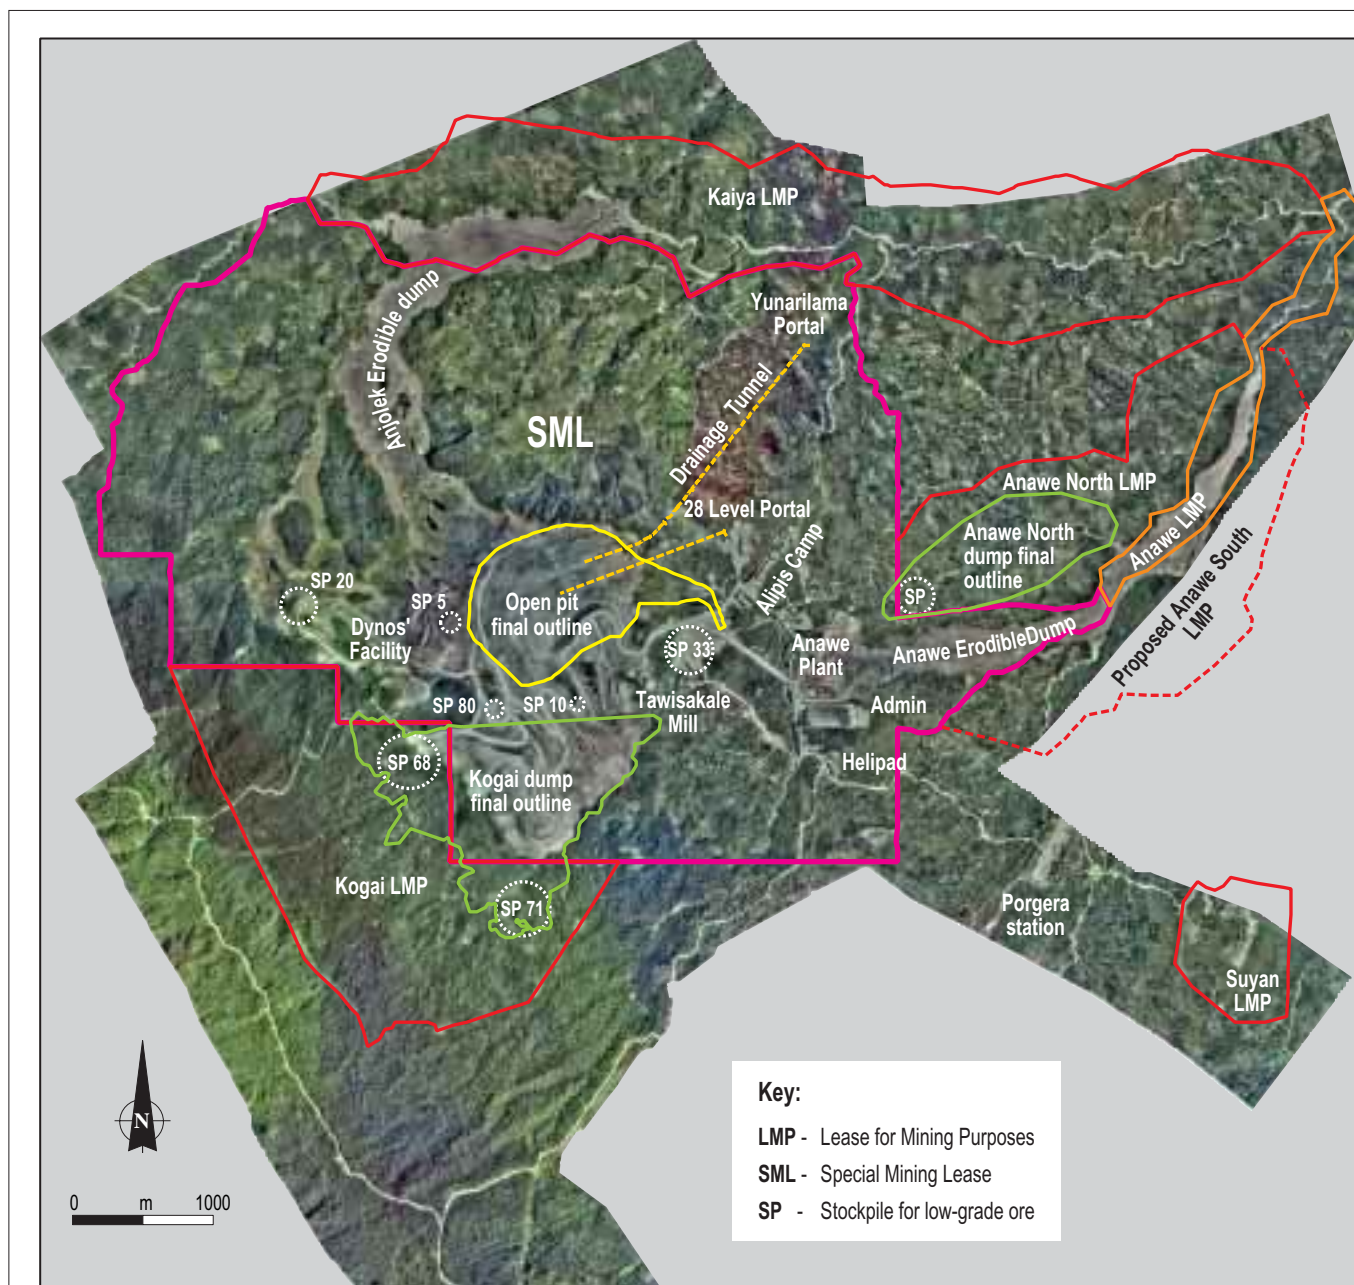 Kaiya LMP
Yunarilama
Portal
Anjolek Erodible dump
SML
Drainage Tunnel
28 Level Portal
Alipis Camp
Anawe North LMP
Anawe North
dump final
outline
Anawe LMP
Proposed Anawe South
LMP
SP 20
SP 5
Dynos'
Facility
Open pit
final outline
SP
SP 33
Anawe
Plant
Anawe ErodibleDump
SP 80
SP 10
Tawisakale
Mill
Admin
SP 68
Kogai dump
final outline
Helipad
Kogai LMP
SP 71
Porgera
station
Suyan
LMP
N
0 m 1000
Key:
LMP - Lease for Mining Purposes
SML - Special Mining Lease
SP - Stockpile for low-grade ore